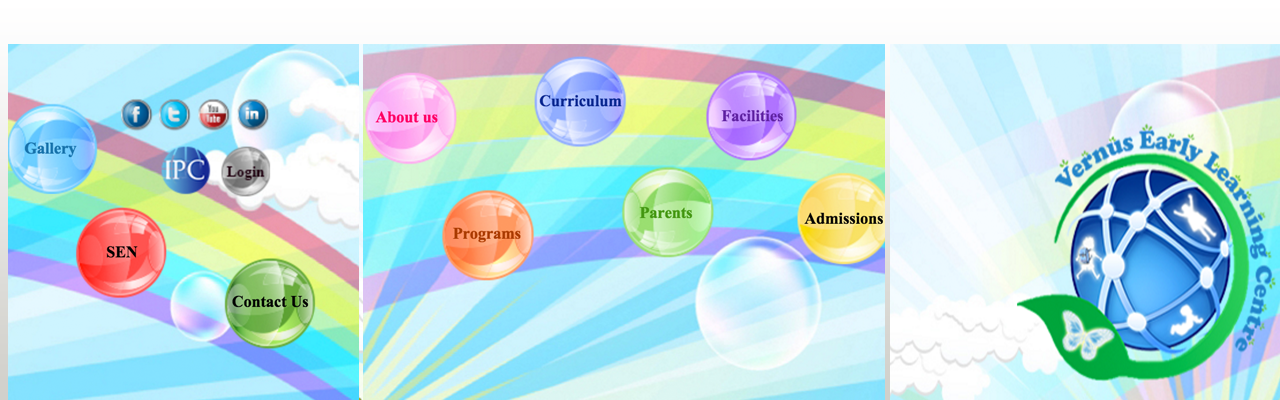 Gallery
f
t
You
Tube
in
IPC
Login
SEN
Contact Us
About us
Curriculum
Facilities
Programs
Parents
Admissions
Vernus Early Learning Centre